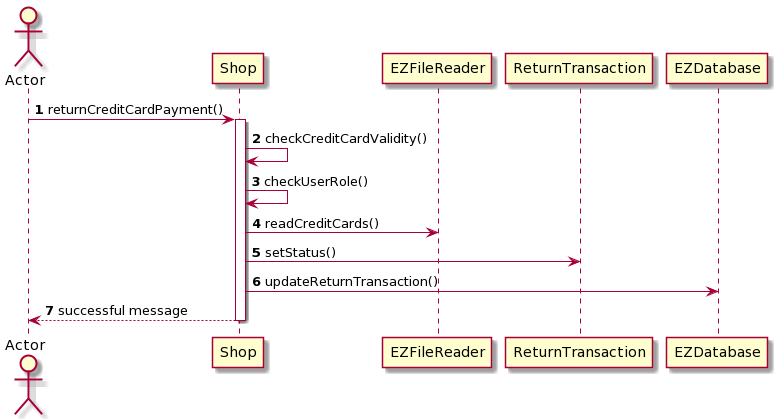 Actor
Shop
EZFileReader
ReturnTransaction
EZDatabase
1 returnCreditCardPayment()
2 checkCreditCardValidity()
3 checkUserRole()
4 readCreditCards()
5 setStatus()
6 updateReturnTransaction()
7 successful message
Actor
Shop
EZFileReader
ReturnTransaction
EZDatabase